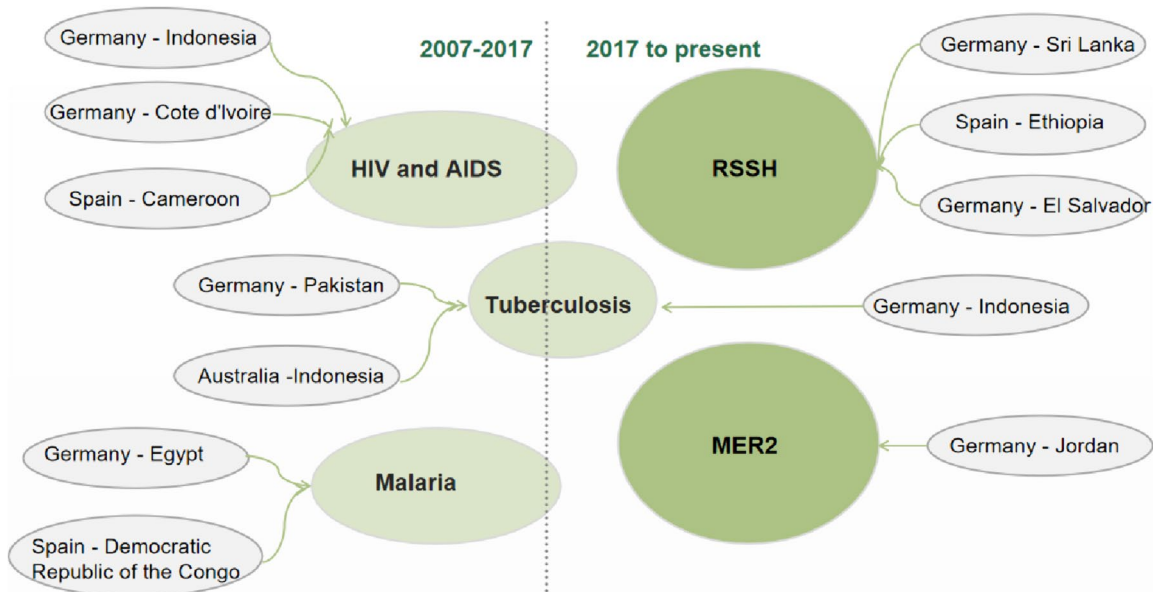 2007-2017
2017 to present
Germany - Indonesia
Germany - Cote d'Ivoire
Spain - Cameroon
HIV and AIDS
Germany - Pakistan
Australia -Indonesia
Tuberculosis
Germany - Egypt
Spain - Democratic
Republic of the Congo
Malaria
RSSH
Germany - Sri Lanka
Spain - Ethiopia
Germany - El Salvador
Germany - Indonesia
MER2
Germany - Jordan